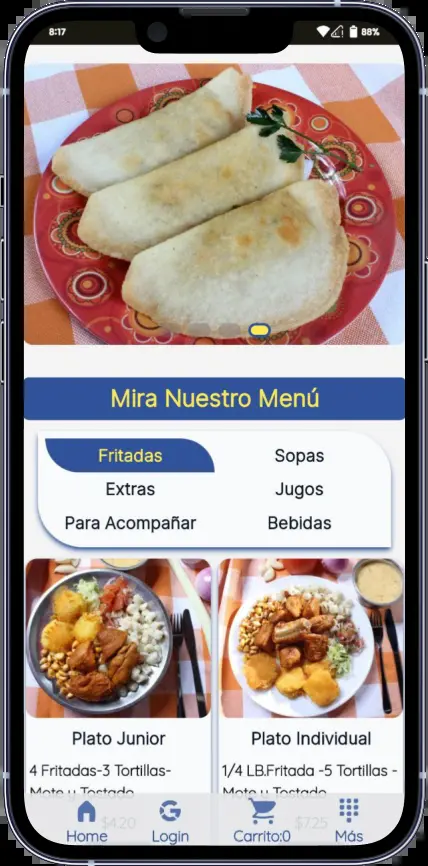 8:17 88%
Mira Nuestro Menú
Fritadas Sopas
Extras Jugos
Para Acompañar Bebidas
Plato Junior Plato Individual
4 Fritadas-3 Tortillas- 1/4 LB.Fritada -5 Tortillas -
Mote y Tostado Mote y Tostado
$4.20 $7.25
Home Login Carrito:0 Más